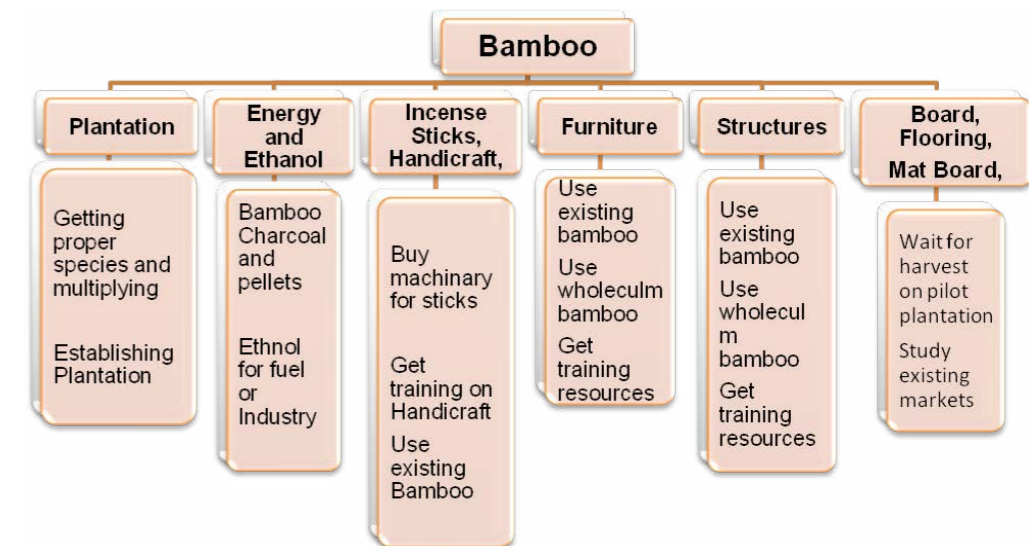 Bamboo
Plantation
Energy
and
Ethanol
Incense
Sticks,
Handicraft,
Furniture
Structures
Board,
Flooring,
Mat Board,
Getting
proper
species and
multiplying
Establishing
Plantation
Bamboo
Charcoal
and
pellets
Ethnol
for fuel
or
Industry
Buy
machinary
for sticks
Get
training on
Handicraft
Use
existing
Bamboo
Use
existing
bamboo
Use
wholeculm
bamboo
Get
training
resources
Use
existing
bamboo
Use
wholecul
m
bamboo
Get
training
resources
Wait for
harvest
on pilot
plantation
Study
existing
markets